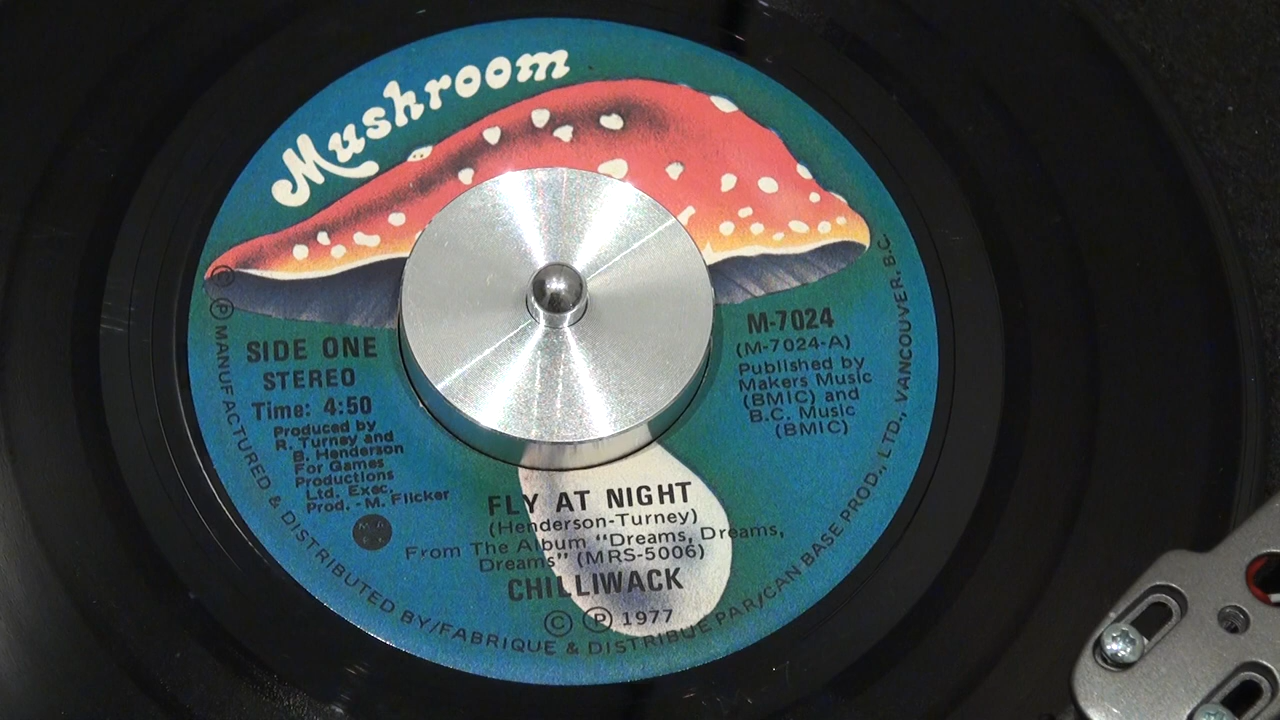 Mushroom
SIDE ONE
STEREO
Time: 4:50
Produced by
R. Turney and
B. Henderson
For Games
Productions
Ltd. Exec.
Prod. - M. Flicker
M-7024
(M-7024-A)
Published by
Makers Music
(BMIC) and
B.C. Music
(BMIC)
FLY AT NIGHT
(Henderson-Turney)
From The Album "Dreams, Dreams,
Dreams" (MRS-5006)
CHILLIWACK
© ℗ 1977
© ℗ MANUFACTURED & DISTRIBUTED BY/FABRIQUE & DISTRIBUE PAR/CAN BASE PROD., LTD., VANCOUVER, B.C.